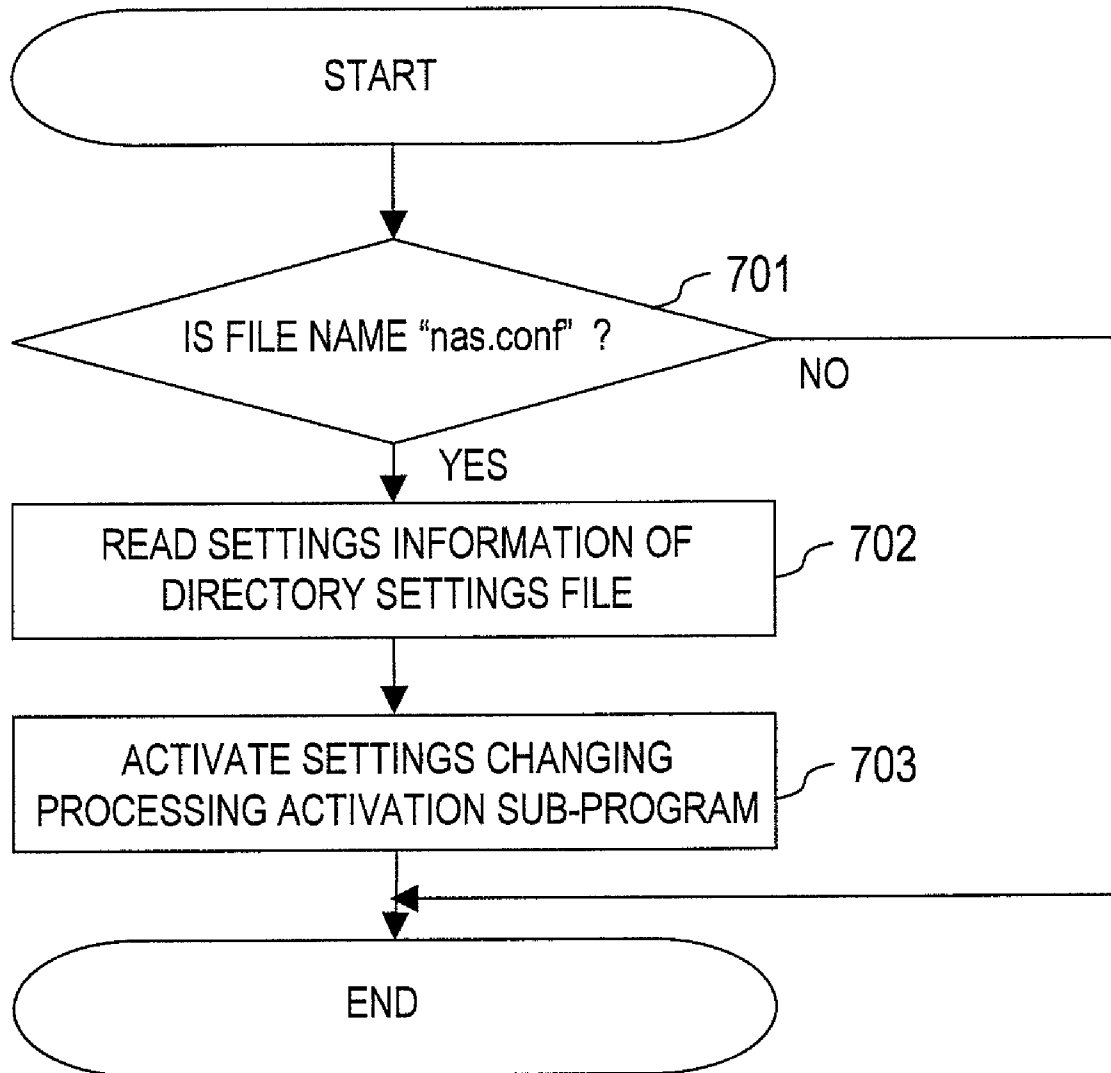 START
701
IS FILE NAME “nas.conf” ?
NO
YES
READ SETTINGS INFORMATION OF
DIRECTORY SETTINGS FILE
702
ACTIVATE SETTINGS CHANGING
PROCESSING ACTIVATION SUB-PROGRAM
703
END